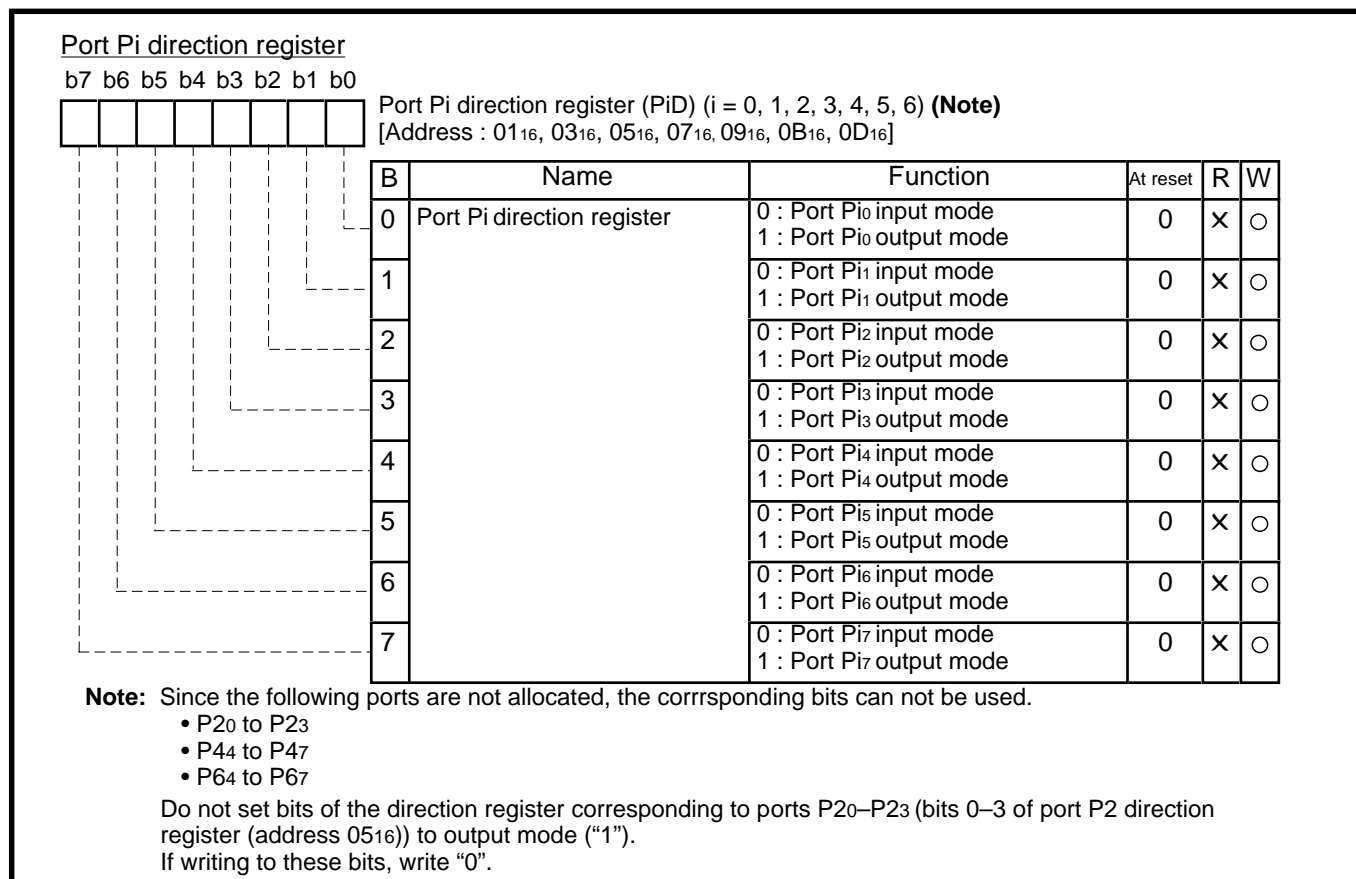 Port Pi direction register
b7 b6 b5 b4 b3 b2 b1 b0
Port Pi direction register (PiD) (i = 0, 1, 2, 3, 4, 5, 6) (Note)
[Address : 0116, 0316, 0516, 0716, 0916, 0B16, 0D16]
B Name Function At reset R W
0 Port Pi direction register 0 : Port Pi0 input mode 0 × ○
1 : Port Pi0 output mode
1 0 : Port Pi1 input mode 0 × ○
1 : Port Pi1 output mode
2 0 : Port Pi2 input mode 0 × ○
1 : Port Pi2 output mode
3 0 : Port Pi3 input mode 0 × ○
1 : Port Pi3 output mode
4 0 : Port Pi4 input mode 0 × ○
1 : Port Pi4 output mode
5 0 : Port Pi5 input mode 0 × ○
1 : Port Pi5 output mode
6 0 : Port Pi6 input mode 0 × ○
1 : Port Pi6 output mode
7 0 : Port Pi7 input mode 0 × ○
1 : Port Pi7 output mode
Note: Since the following ports are not allocated, the corrrsponding bits can not be used.
• P20 to P23
• P44 to P47
• P64 to P67
Do not set bits of the direction register corresponding to ports P20–P23 (bits 0–3 of port P2 direction
register (address 0516)) to output mode (“1”).
If writing to these bits, write “0”.